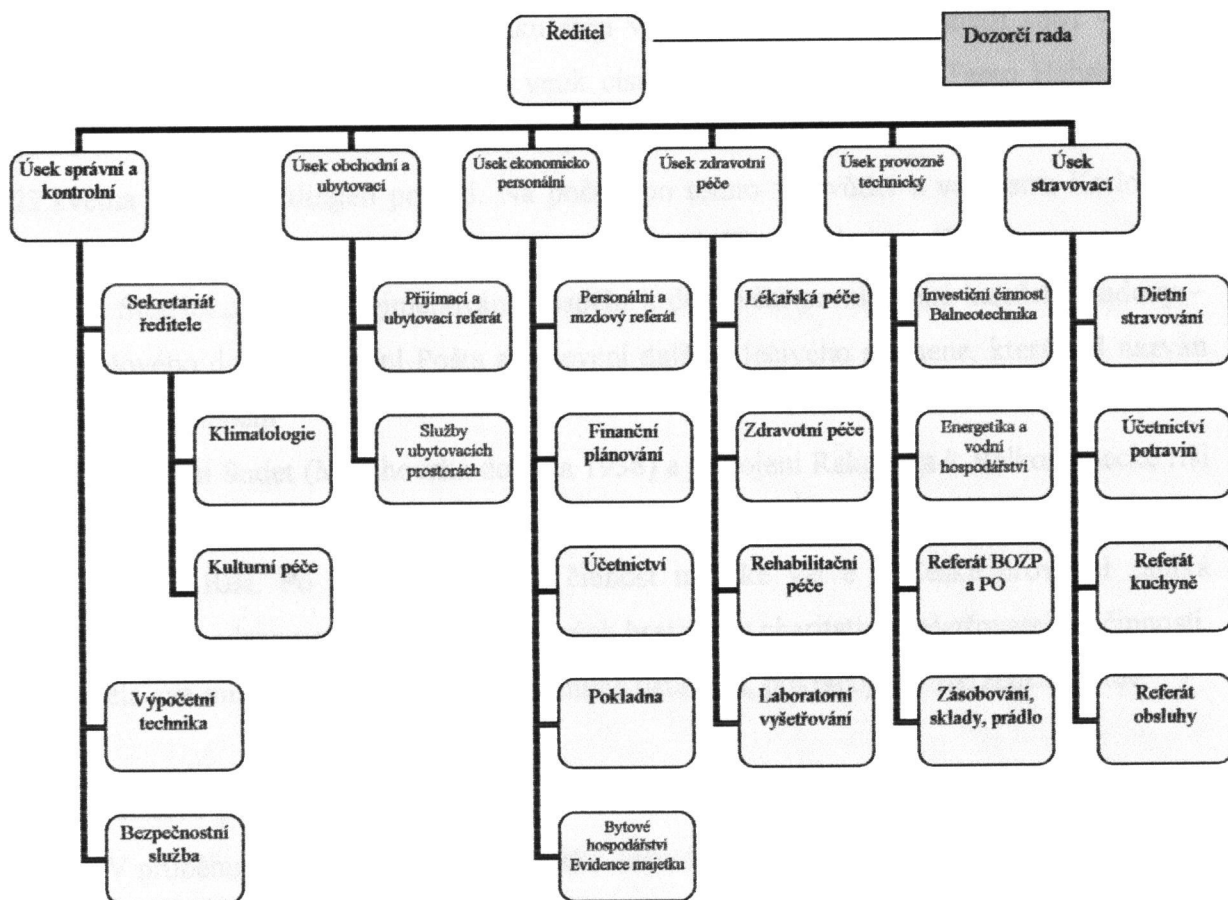 Ředitel
Dozorčí rada
Úsek správní a
kontrolní
Úsek obchodní a
ubytovací
Úsek ekonomicko
personální
Úsek zdravotní
péče
Úsek provozně
technický
Úsek
stravovací
Sekretariát
ředitele
Klimatologie
Kulturní péče
Výpočetní
technika
Bezpečnostní
služba
Přijímací a
ubytovací referát
Služby
v ubytovacích
prostorách
Personální a
mzdový referát
Finanční
plánování
Účetnictví
Pokladna
Bytové
hospodářství
Evidence majetku
Lékařská péče
Zdravotní péče
Rehabilitační
péče
Laboratorní
vyšetřování
Investiční činnost
Balneotechnika
Energetika a
vodní
hospodářství
Referát BOZP
a PO
Zásobování,
sklady, prádlo
Dietní
stravování
Účetnictví
potravin
Referát
kuchyně
Referát
obsluhy